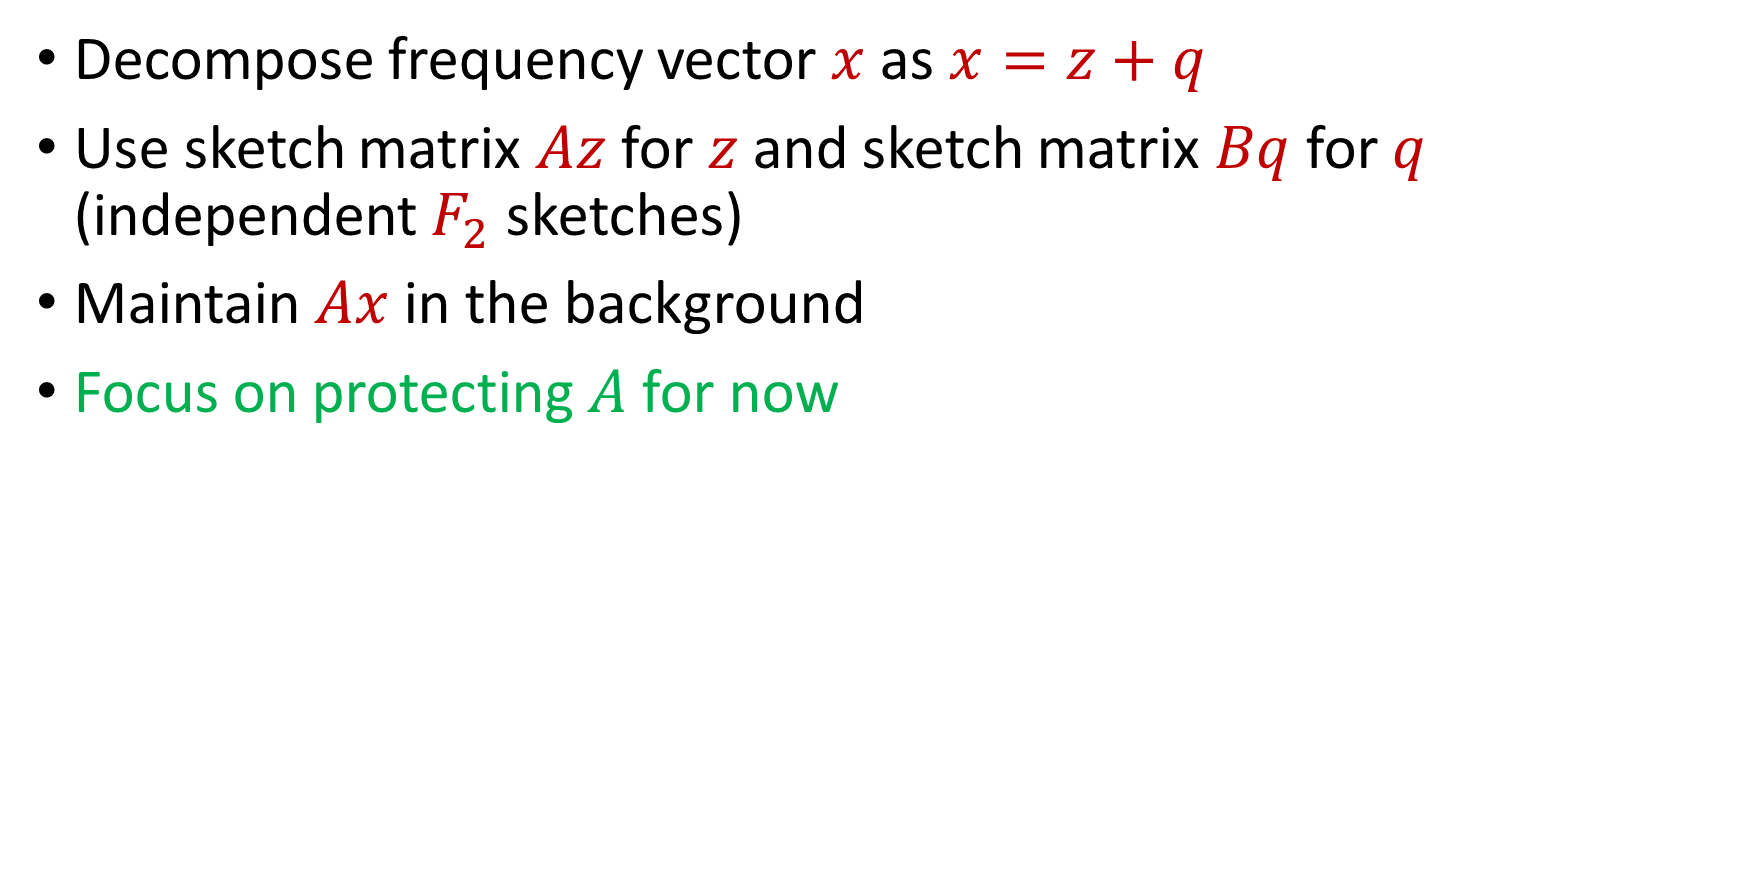 • Decompose frequency vector 𝑥 as 𝑥 = 𝑧 + 𝑞
• Use sketch matrix 𝐴𝑧 for 𝑧 and sketch matrix 𝐵𝑞 for 𝑞
(independent 𝐹₂ sketches)
• Maintain 𝐴𝑥 in the background
• Focus on protecting 𝐴 for now